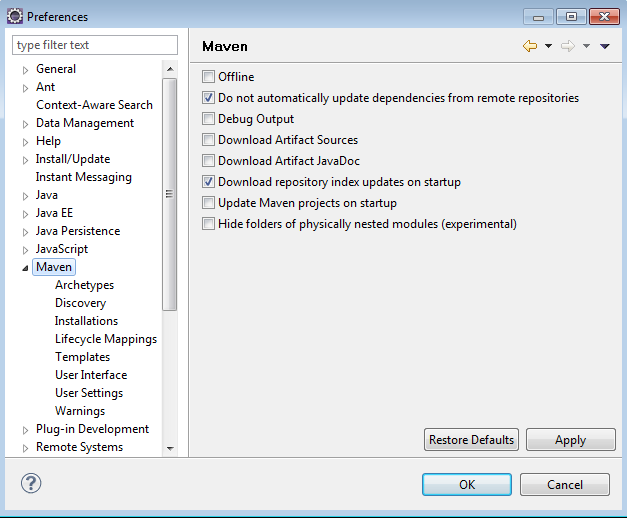 Preferences
type filter text
General
Ant
Context-Aware Search
Data Management
Help
Install/Update
Instant Messaging
Java
Java EE
Java Persistence
JavaScript
Maven
Archetypes
Discovery
Installations
Lifecycle Mappings
Templates
User Interface
User Settings
Warnings
Plug-in Development
Remote Systems
Maven
Offline
Do not automatically update dependencies from remote repositories
Debug Output
Download Artifact Sources
Download Artifact JavaDoc
Download repository index updates on startup
Update Maven projects on startup
Hide folders of physically nested modules (experimental)
Restore Defaults
Apply
?
OK
Cancel